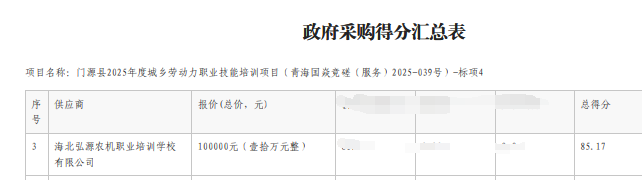 政府采购得分汇总表
项目名称：门源县2025年度城乡劳动力职业技能培训项目（青海国焱竞磋（服务）2025-039号）-标项4
序号 供应商 报价(总价，元) 总得分
3 海北弘源农机职业培训学校有限公司 100000元（壹拾万元整） 85.17